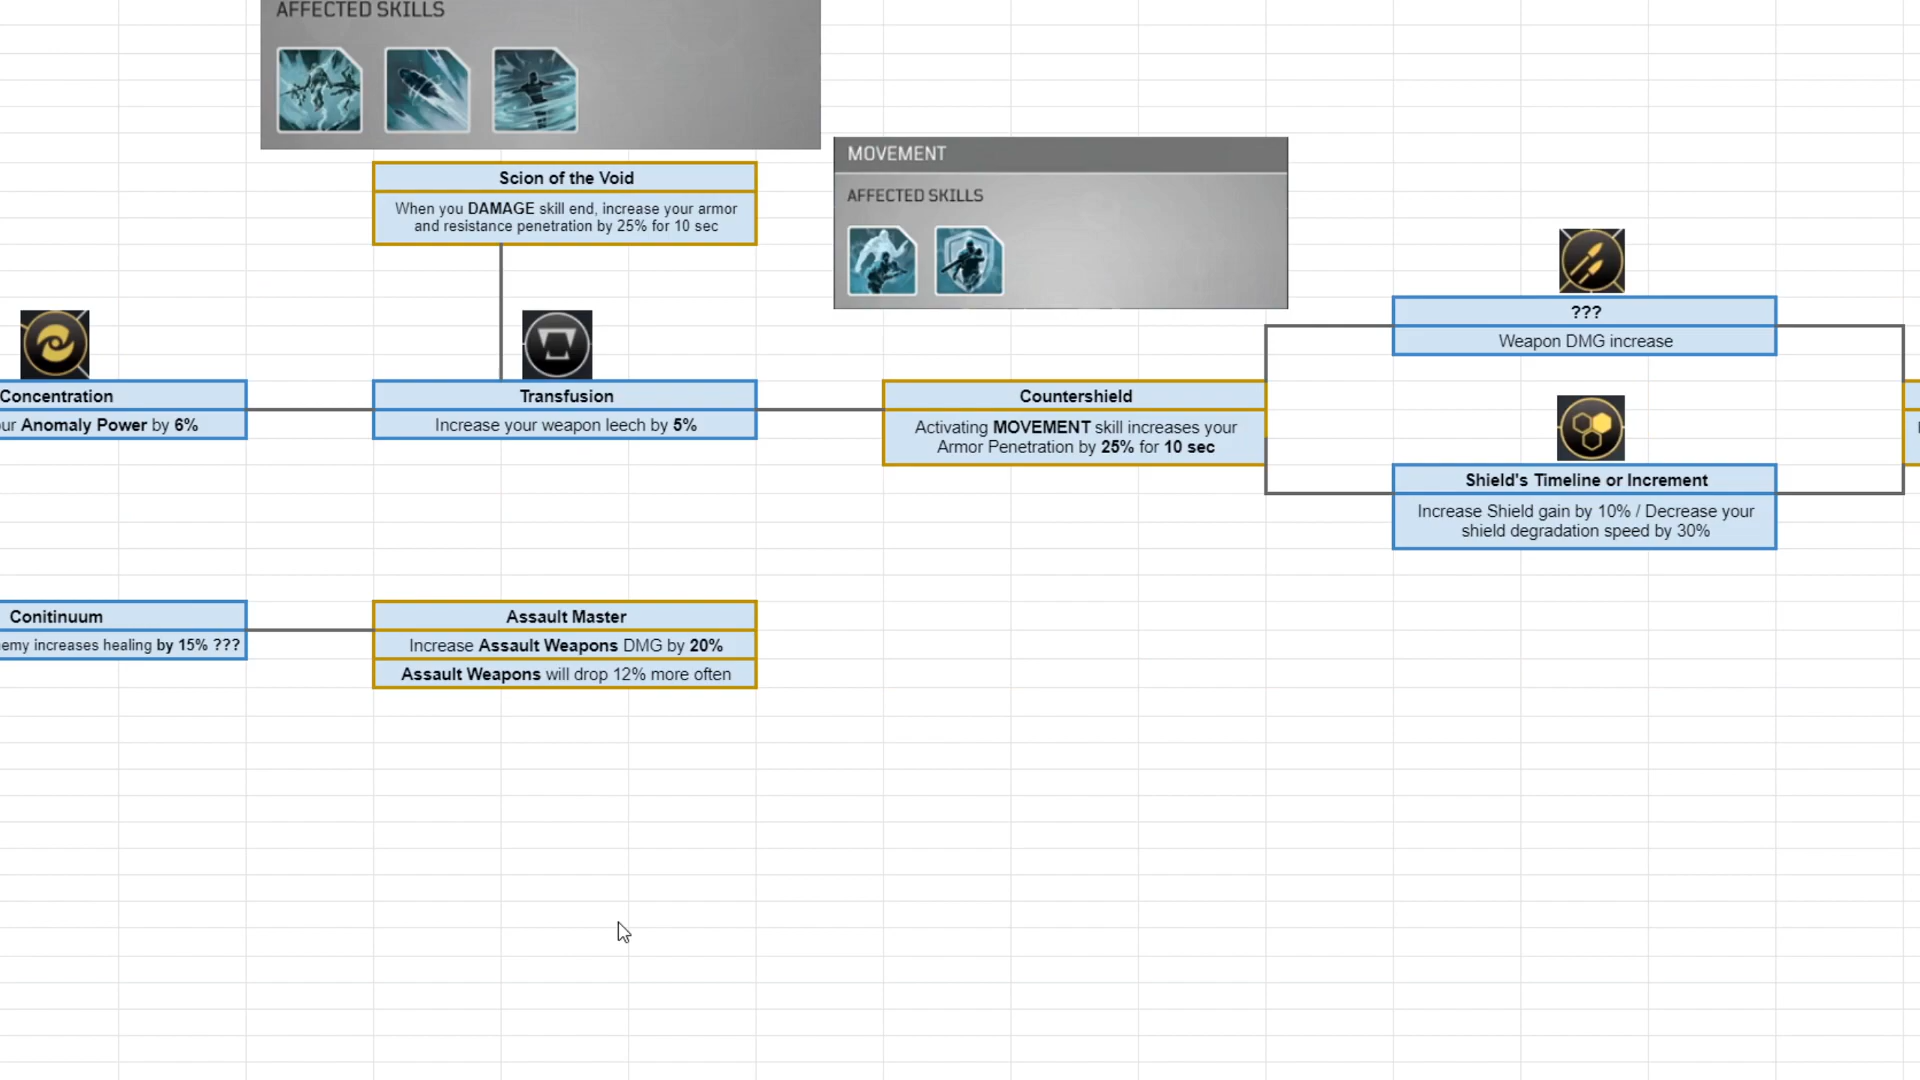 AFFECTED SKILLS
Scion of the Void
When you DAMAGE skill end, increase your armor
and resistance penetration by 25% for 10 sec
MOVEMENT
AFFECTED SKILLS
???
Weapon DMG increase
Concentration
ur Anomaly Power by 6%
Transfusion
Increase your weapon leech by 5%
Countershield
Activating MOVEMENT skill increases your
Armor Penetration by 25% for 10 sec
Shield's Timeline or Increment
Increase Shield gain by 10% / Decrease your
shield degradation speed by 30%
Conitinuum
emy increases healing by 15% ???
Assault Master
Increase Assault Weapons DMG by 20%
Assault Weapons will drop 12% more often